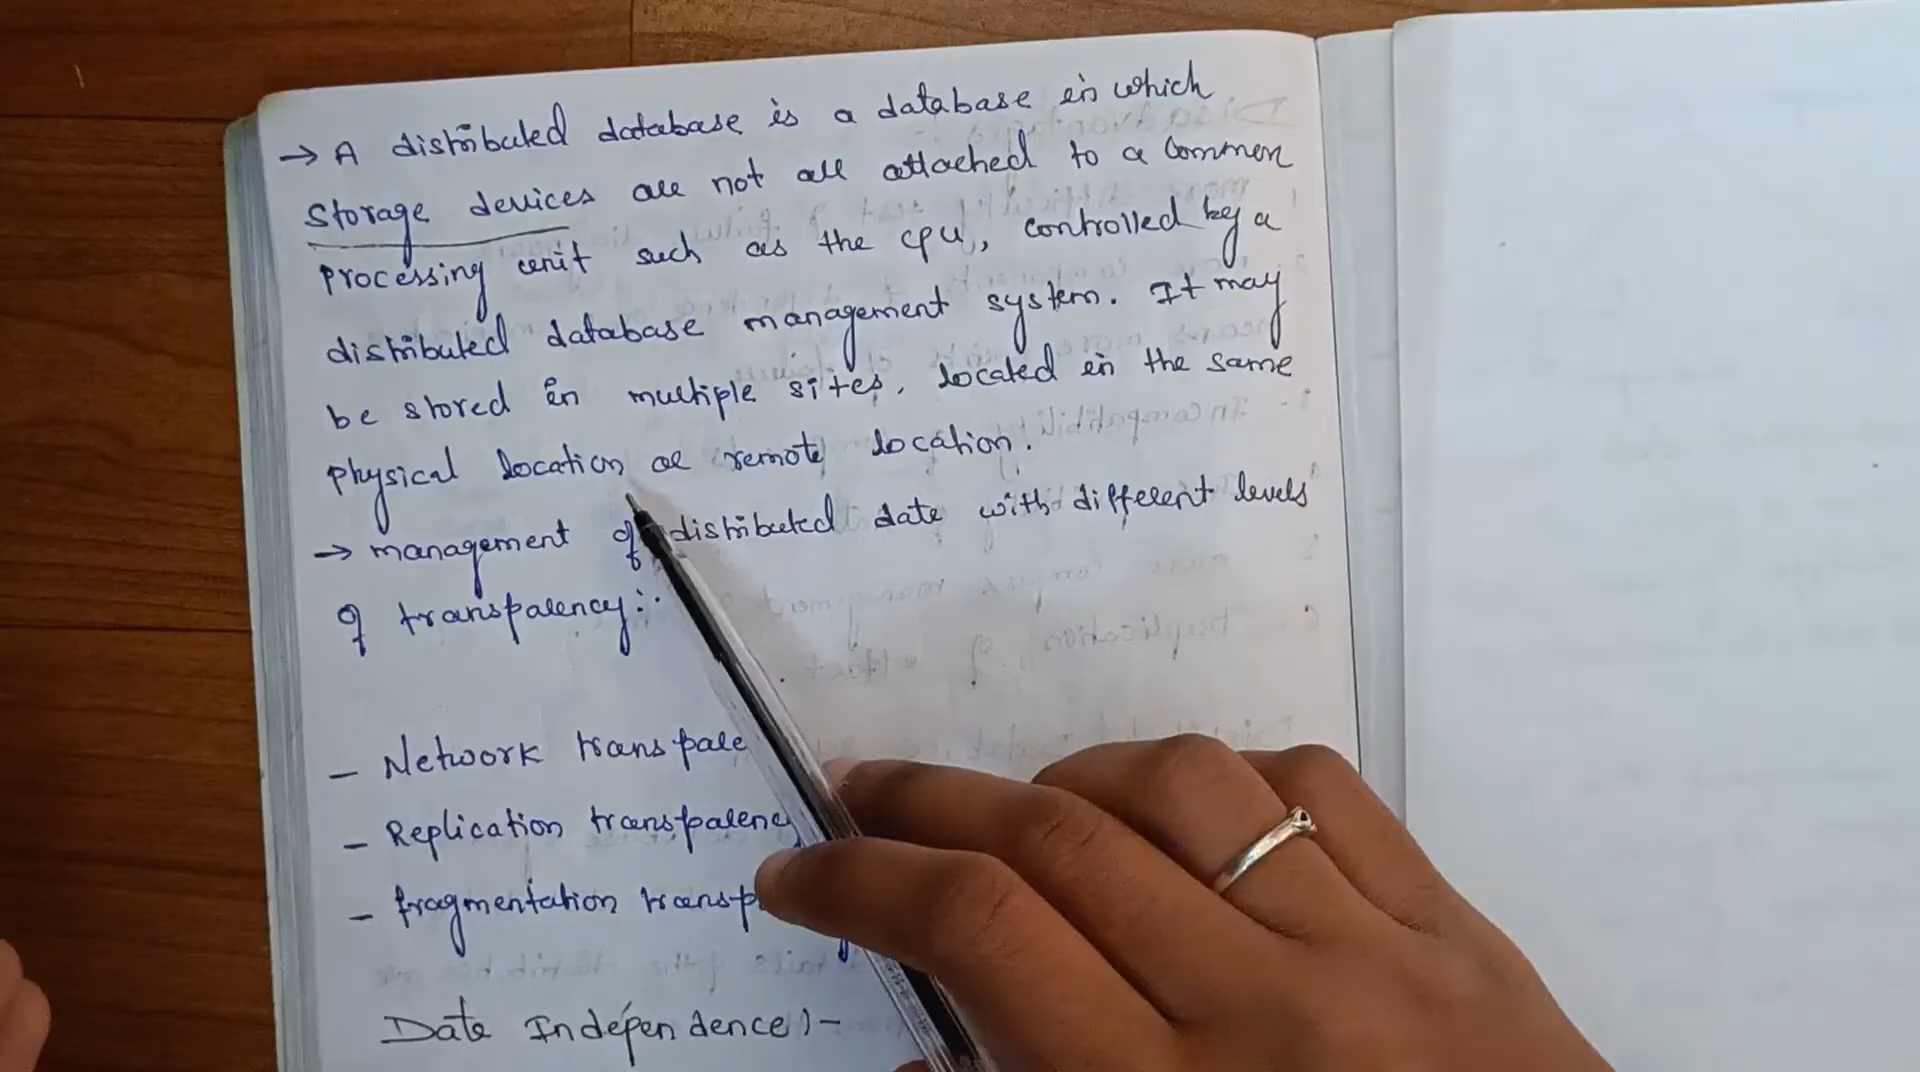 → A distributed database is a database in which
Storage devices are not all attached to a common
processing unit such as the cpu, controlled by a
distributed database management system. It may
be stored in multiple sites, located in the same
physical location or remote location.
→ management of distributed date with different levels
of transparency:-
- Network transpare
- Replication transparency
- fragmentation transp
Date Independence:-